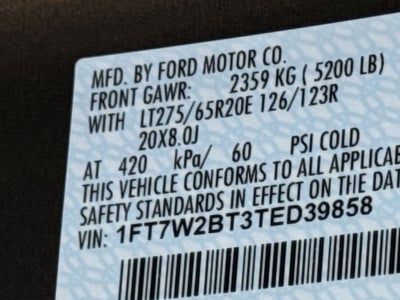 MFD. BY FORD MOTOR CO.
FRONT GAWR: 2359 KG ( 5200 LB)
WITH LT275/65R20E 126/123R
20X8.0J
AT 420 kPa/ 60 PSI COLD
THIS VEHICLE CONFORMS TO ALL APPLICAB
SAFETY STANDARDS IN EFFECT ON THE DAT
VIN: 1FT7W2BT3TED39858